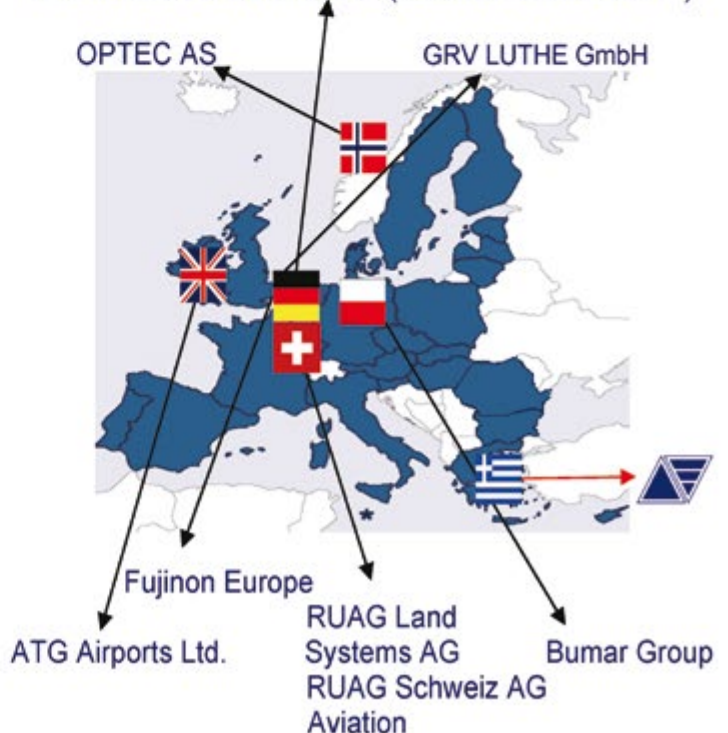 OPTEC AS
GRV LUTHE GmbH
Fujinon Europe
ATG Airports Ltd.
RUAG Land
Systems AG
RUAG Schweiz AG
Aviation
Bumar Group